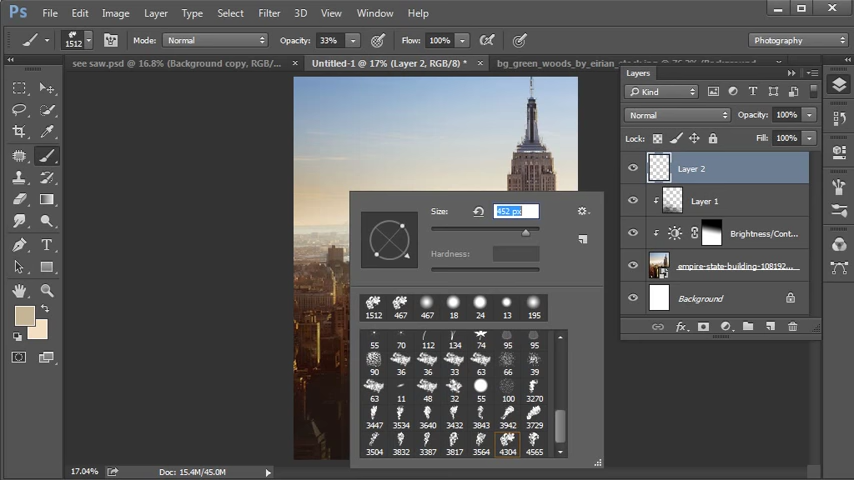 Ps File Edit Image Layer Type Select Filter 3D View Window Help
1512 Mode: Normal Opacity: 33% Flow: 100% Photography
see saw.psd @ 16.8% (Background copy, RGB/... × Untitled-1 @ 17% (Layer 2, RGB/8) * ×
Layers
Kind
Normal Opacity: 100%
Lock: Fill: 100%
Layer 2
Layer 1
Brightness/Cont...
empire-state-building-108192...
Background
fx
Size: 452 px
Hardness:
1512 467 467 18 24 13 195
55 70 112 134 74 95 95
90 36 36 33 63 66 39
63 11 48 32 55 100 3270
3447 3534 3640 3432 3843 3942 3729
3504 3832 3387 3817 3564 4304 4565
17.04% Doc: 15.4M/45.0M